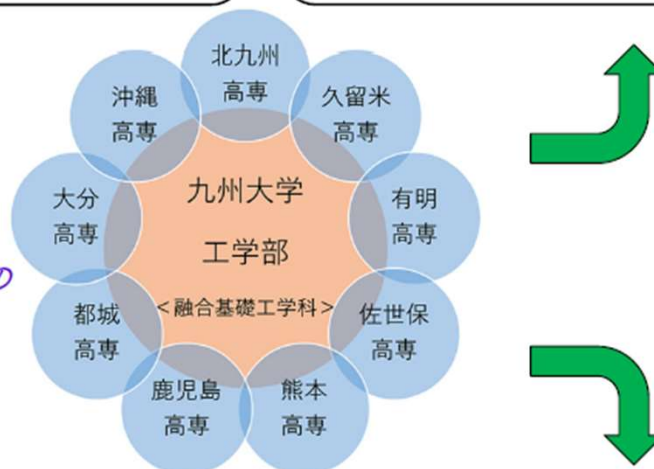 北九州
高専
沖縄
高専
久留米
高専
大分
高専
九州大学
工学部
<融合基礎工学科>
有明
高専
の
都城
高専
佐世保
高専
鹿児島
高専
熊本
高専